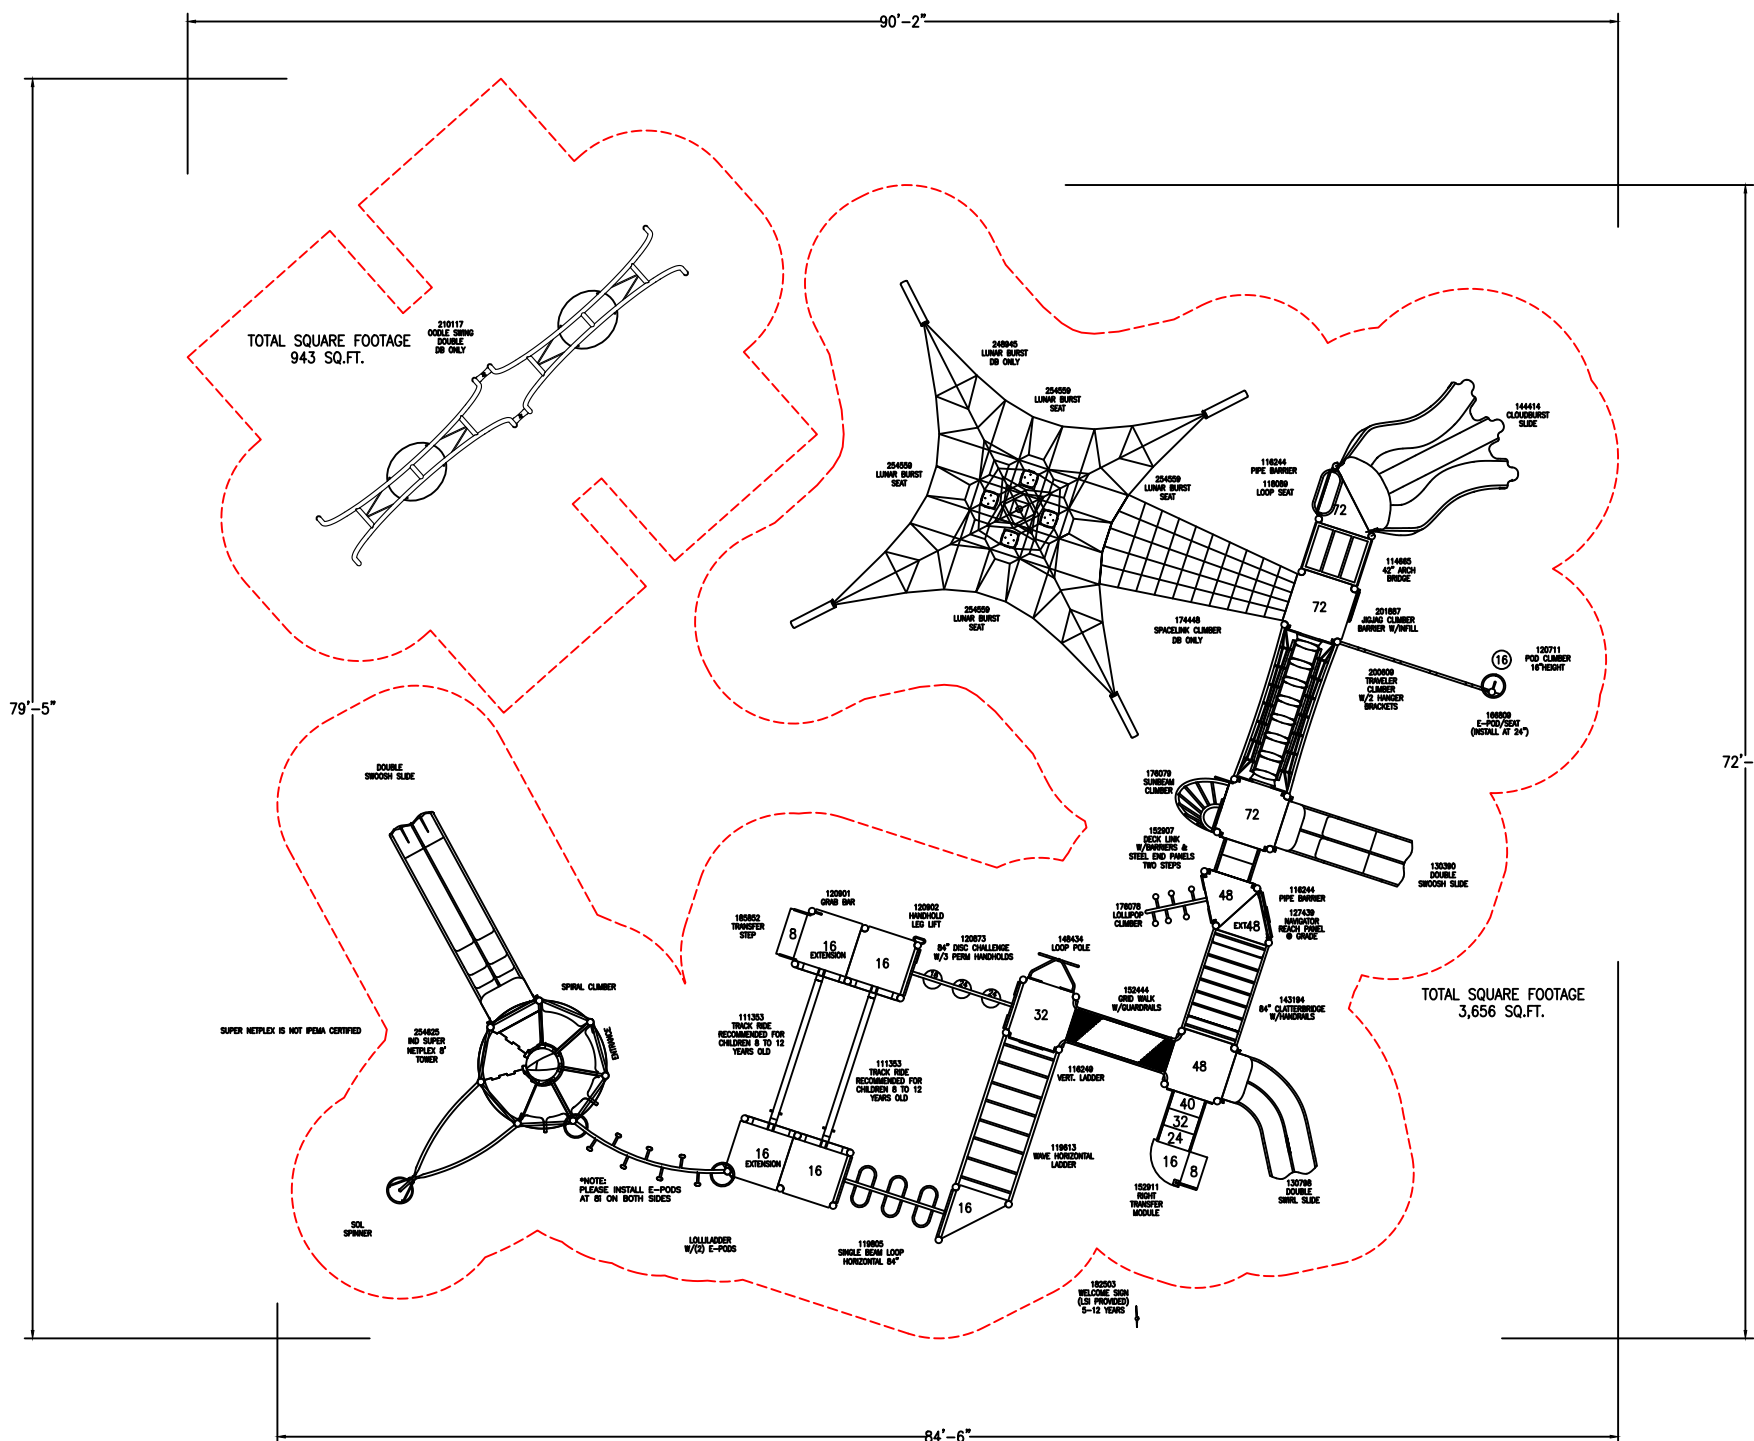 90'-2"
79'-5"
72'-
84'-6"
TOTAL SQUARE FOOTAGE
943 SQ.FT.
210117
OODLE SWING
DOUBLE
DB ONLY
248945
LUNAR BURST
DB ONLY
254559
LUNAR BURST
SEAT
254559
LUNAR BURST
SEAT
254559
LUNAR BURST
SEAT
254559
LUNAR BURST
SEAT
144414
CLOUDBURST
SLIDE
116244
PIPE BARRIER
118089
LOOP SEAT
72
114665
42" ARCH
BRIDGE
72
201687
JIGJAG CLIMBER
BARRIER W/INFILL
174448
SPACELINK CLIMBER
DB ONLY
16
120711
POD CLIMBER
16"HEIGHT
200609
TRAVELER
CLIMBER
W/2 HANGER
BRACKETS
166809
E-POD/SEAT
(INSTALL AT 24")
176079
SUNBEAM
CLIMBER
72
152907
DECK LINK
W/BARRIERS &
STEEL END PANELS
TWO STEPS
130390
DOUBLE
SWOOSH SLIDE
DOUBLE
SWOOSH SLIDE
176078
LOLLIPOP
CLIMBER
48
EXT.
48
116244
PIPE BARRIER
127439
NAVIGATOR
REACH PANEL
@ GRADE
120901
GRAB BAR
185852
TRANSFER
STEP
8
16
EXTENSION
16
120902
HANDHOLD
LEG LIFT
120873
84" DISC CHALLENGE
W/3 PERM HANDHOLDS
148434
LOOP POLE
152444
GRID WALK
W/GUARDRAILS
143194
84" CLATTERBRIDGE
W/HANDRAILS
TOTAL SQUARE FOOTAGE
3,656 SQ.FT.
SPIRAL CLIMBER
ENTRANCE
SUPER NETPLEX IS NOT IPEMA CERTIFIED
254625
IND SUPER
NETPLEX 8'
TOWER
111353
TRACK RIDE
RECOMMENDED FOR
CHILDREN 8 TO 12
YEARS OLD
111353
TRACK RIDE
RECOMMENDED FOR
CHILDREN 8 TO 12
YEARS OLD
32
116249
VERT. LADDER
48
40
32
24
16
8
119613
WAVE HORIZONTAL
LADDER
16
EXTENSION
16
16
*NOTE:
PLEASE INSTALL E-PODS
AT 8I ON BOTH SIDES
152911
RIGHT
TRANSFER
MODULE
130798
DOUBLE
SWIRL SLIDE
SOL
SPINNER
LOLLILADDER
W/(2) E-PODS
119805
SINGLE BEAM LOOP
HORIZONTAL 84"
182503
WELCOME SIGN
(LSI PROVIDED)
5-12 YEARS